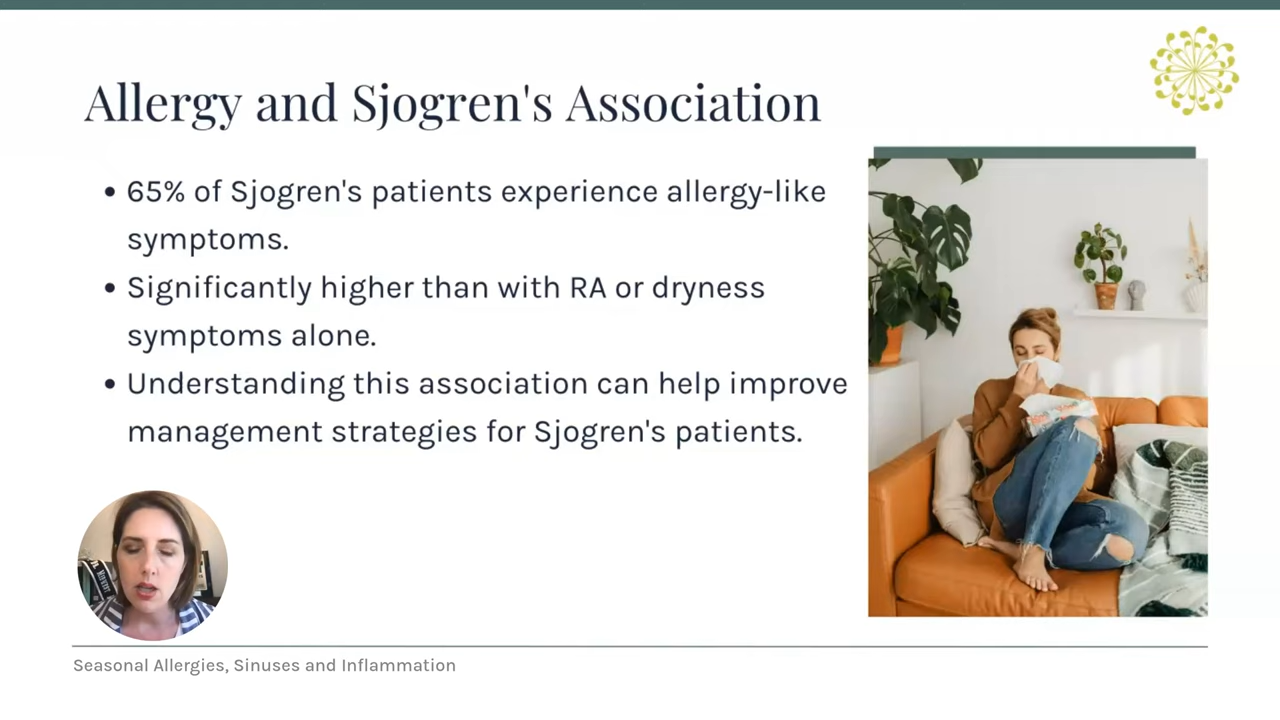 Allergy and Sjogren's Association
• 65% of Sjogren's patients experience allergy-like
symptoms.
• Significantly higher than with RA or dryness
symptoms alone.
• Understanding this association can help improve
management strategies for Sjogren's patients.
Seasonal Allergies, Sinuses and Inflammation